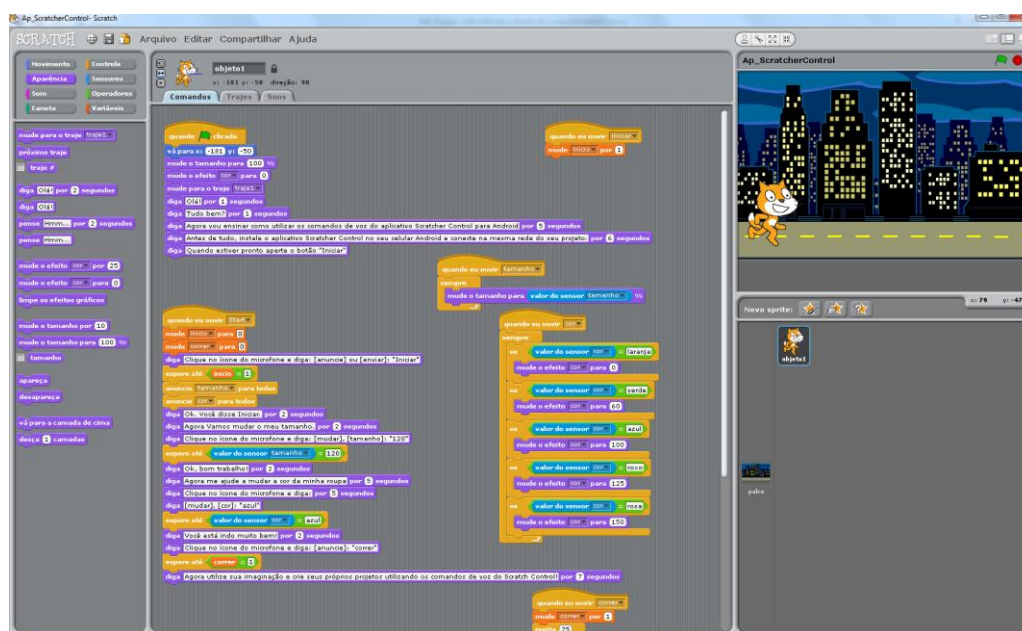 Ap_ScratcherControl- Scratch
SCRATCH Arquivo Editar Compartilhar Ajuda
Movimento Controle
Aparência Sensores
Som Operadores
Caneta Variáveis
mude para o traje traje1
próximo traje
traje #
diga Olá! por 2 segundos
diga Olá!
pense Hmm... por 2 segundos
pense Hmm...
mude o efeito cor por 25
mude o efeito cor para 0
limpe os efeitos gráficos
mude o tamanho por 10
mude o tamanho para 100 %
tamanho
apareça
desapareça
vá para a camada de cima
desça 1 camadas
objeto1
x: -181 y: -50 direção: 90
Comandos Trajes Sons
quando clicado
vá para x: -181 y: -50
mude o tamanho para 100 %
mude o efeito cor para 0
mude para o traje traje1
diga Olá! por 1 segundos
diga Tudo bem? por 1 segundos
diga Agora vou ensinar como utilizar os comandos de voz do aplicativo Scratcher Control para Android por 5 segundos
diga Antes de tudo, instale o aplicativo Scratcher Control no seu celular Android e conecte na mesma rede do seu projeto. por 6 segundos
diga Quando estiver pronto aperte o botão "Iniciar"
quando eu ouvir Start
mude inicio para 0
mude correr para 0
diga Clique no ícone do microfone e diga: [anuncie] ou [enviar]: "Iniciar"
espere até inicio = 1
anuncie tamanho para todos
anuncie cor para todos
diga Ok. Você disse Iniciar. por 2 segundos
diga Agora Vamos mudar o meu tamanho. por 2 segundos
diga Clique no ícone do microfone e diga: [mudar], [tamanho]: "120"
espere até valor do sensor tamanho = 120
diga Ok, bom trabalho! por 2 segundos
diga Agora me ajude a mudar a cor da minha roupa por 5 segundos
diga Clique no ícone do microfone e diga: por 5 segundos
diga [mudar], [cor]: "azul"
espere até valor do sensor cor = azul
diga Você está indo muito bem! por 2 segundos
diga Clique no ícone do microfone e diga: [anuncie]: "correr"
espere até correr = 1
diga Agora utilize sua imaginação e crie seus próprios projetos utilizando os comandos de voz do Scratch Control! por 7 segundos
quando eu ouvir Iniciar
mude inicio por 1
quando eu ouvir tamanho
sempre
mude o tamanho para valor do sensor tamanho %
quando eu ouvir cor
sempre
se valor do sensor cor = laranja
mude o efeito cor para 0
se valor do sensor cor = verde
mude o efeito cor para 60
se valor do sensor cor = azul
mude o efeito cor para 100
se valor do sensor cor = roxo
mude o efeito cor para 125
se valor do sensor cor = rosa
mude o efeito cor para 150
quando eu ouvir correr
mude correr por 1
repita 75
Ap_ScratcherControl
x: 79 y: -47
Novo sprite:
objeto1
palco